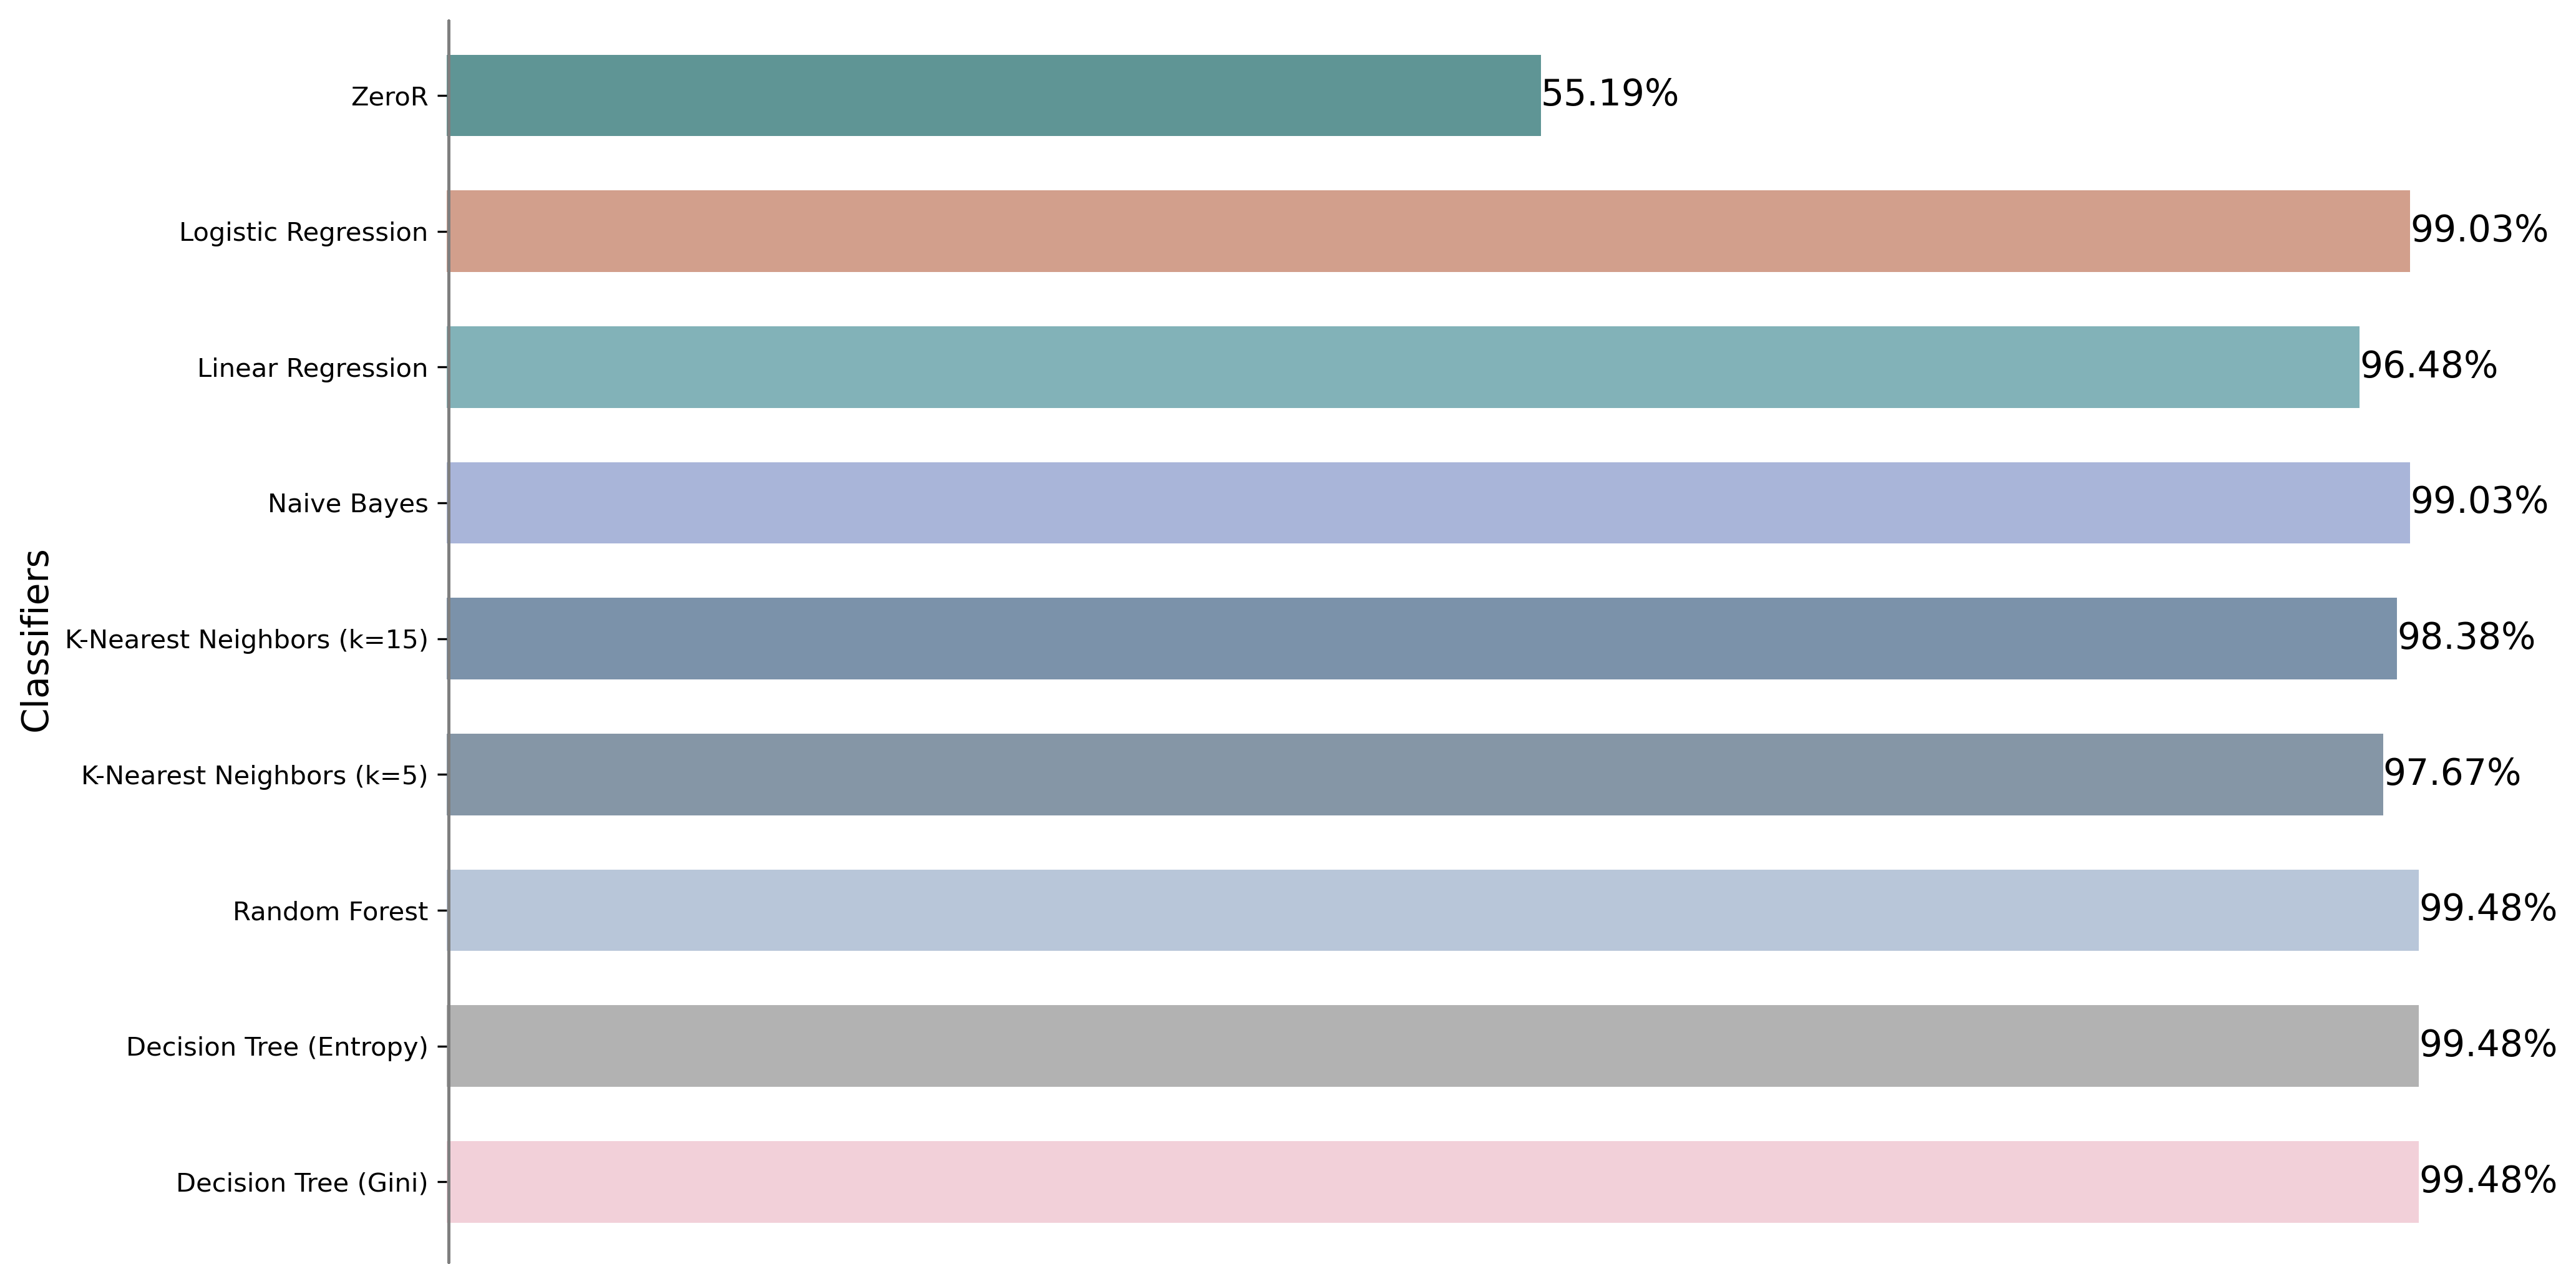 ZeroR
55.19%
Logistic Regression
99.03%
Linear Regression
96.48%
Naive Bayes
99.03%
Classifiers
K-Nearest Neighbors (k=15)
98.38%
K-Nearest Neighbors (k=5)
97.67%
Random Forest
99.48%
Decision Tree (Entropy)
99.48%
Decision Tree (Gini)
99.48%